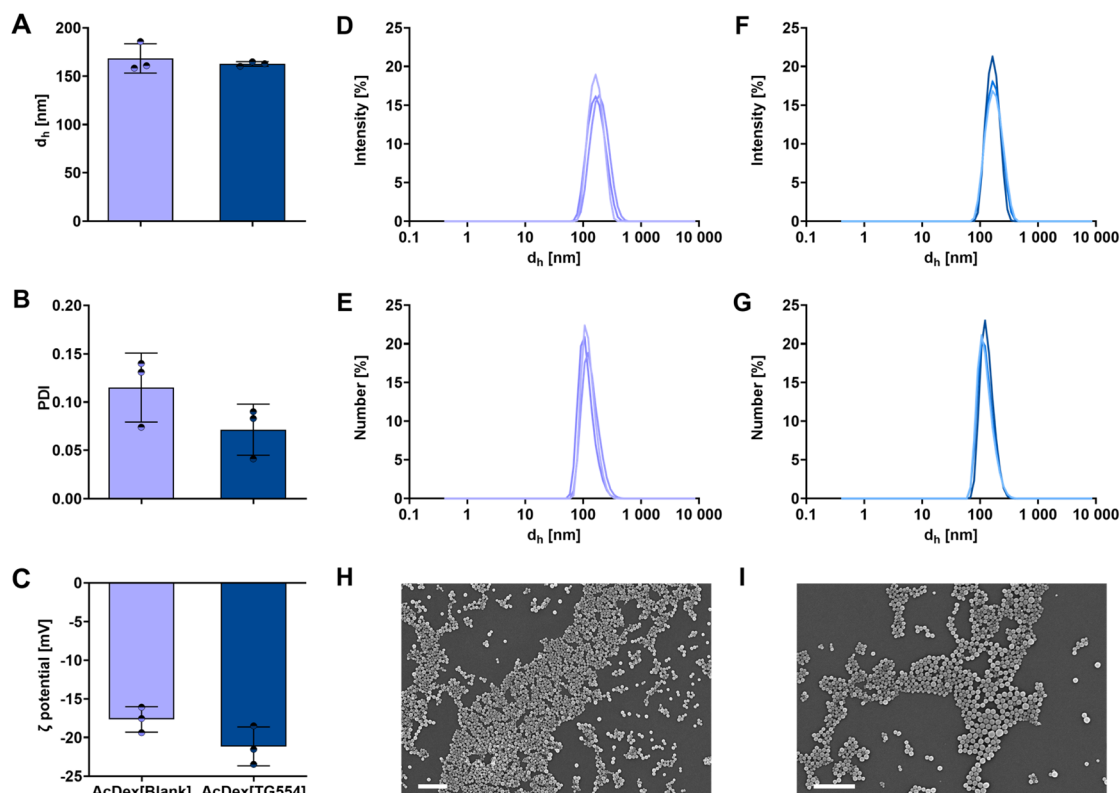 A
200
150
100
50
0
dₕ [nm]
B
0.20
0.15
0.10
0.05
0.00
PDI
C
0
-5
-10
-15
-20
-25
ζ potential [mV]
AcDex[Blank] AcDex[TG554]
D
25
20
15
10
5
0
Intensity [%]
0.1 1 10 100 1 000 10 000
dₕ [nm]
E
25
20
15
10
5
0
Number [%]
0.1 1 10 100 1 000 10 000
dₕ [nm]
F
25
20
15
10
5
0
Intensity [%]
0.1 1 10 100 1 000 10 000
dₕ [nm]
G
25
20
15
10
5
0
Number [%]
0.1 1 10 100 1 000 10 000
dₕ [nm]
H
I